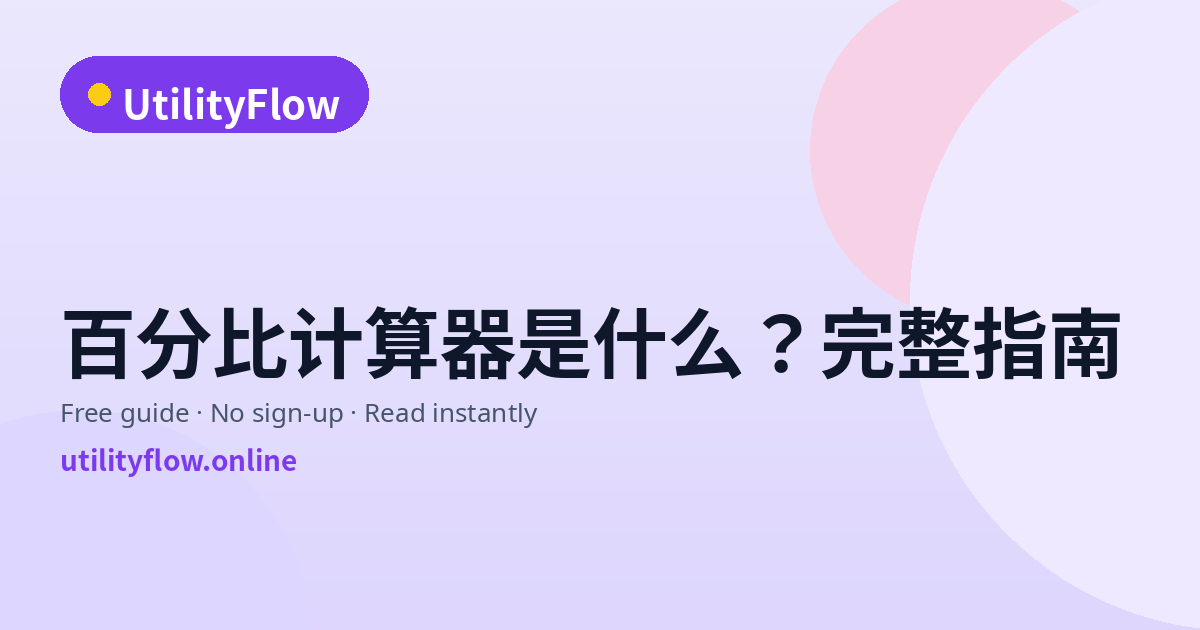 UtilityFlow
百分比计算器是什么？完整指南
Free guide · No sign-up · Read instantly
utilityflow.online